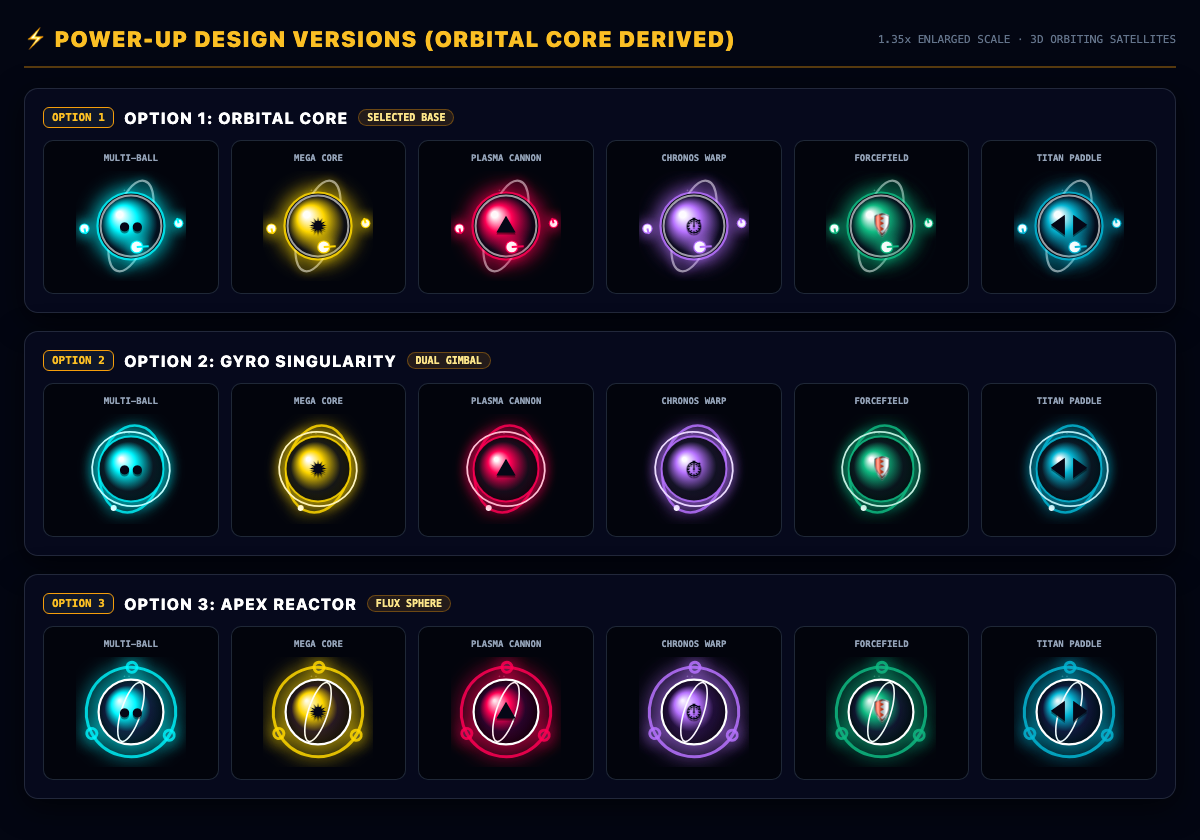 ⚡ POWER-UP DESIGN VERSIONS (ORBITAL CORE DERIVED)
1.35x ENLARGED SCALE · 3D ORBITING SATELLITES
OPTION 1 OPTION 1: ORBITAL CORE SELECTED BASE
MULTI-BALL MEGA CORE PLASMA CANNON CHRONOS WARP FORCEFIELD TITAN PADDLE
OPTION 2 OPTION 2: GYRO SINGULARITY DUAL GIMBAL
MULTI-BALL MEGA CORE PLASMA CANNON CHRONOS WARP FORCEFIELD TITAN PADDLE
OPTION 3 OPTION 3: APEX REACTOR FLUX SPHERE
MULTI-BALL MEGA CORE PLASMA CANNON CHRONOS WARP FORCEFIELD TITAN PADDLE